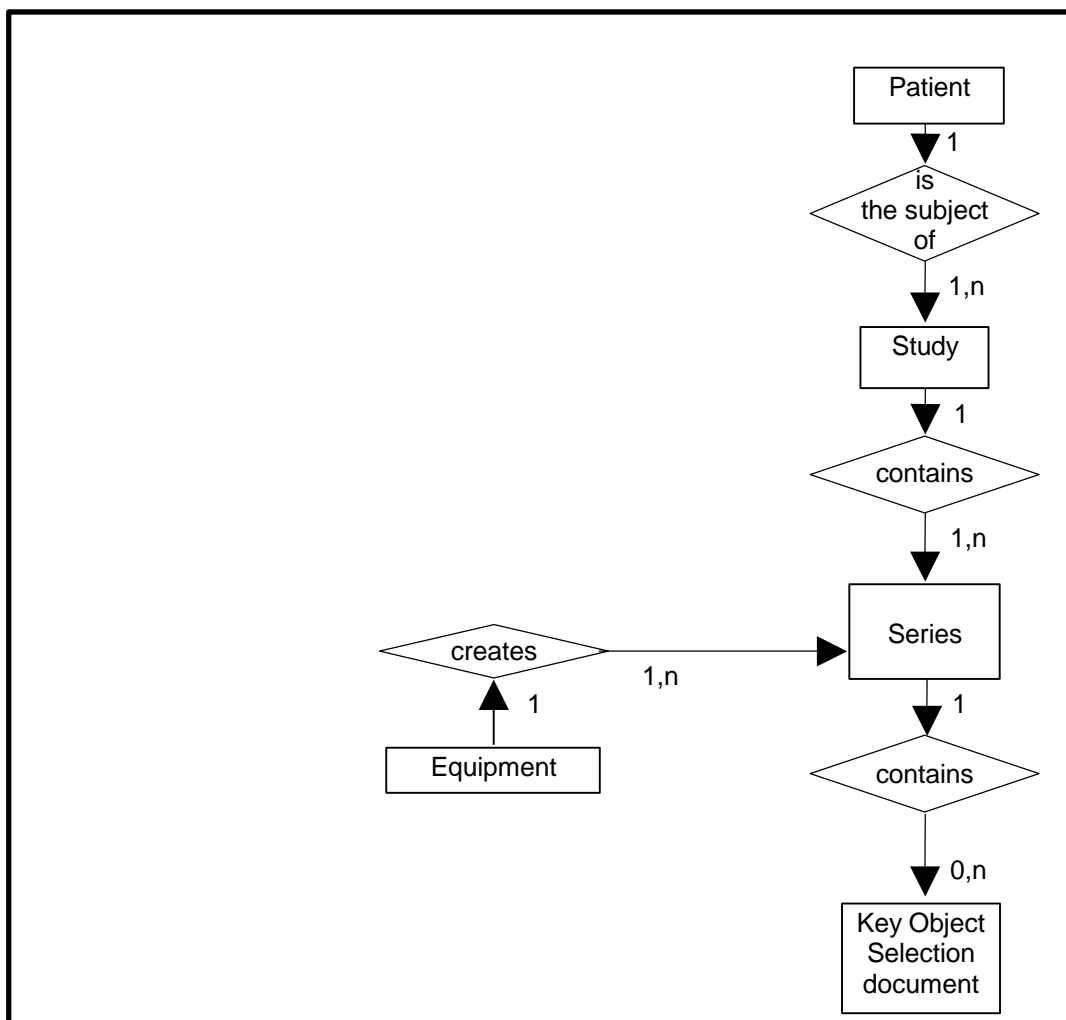 Patient
1
is
the subject
of
1,n
Study
1
contains
1,n
Series
creates
1,n
1
1
Equipment
contains
0,n
Key Object
Selection
document